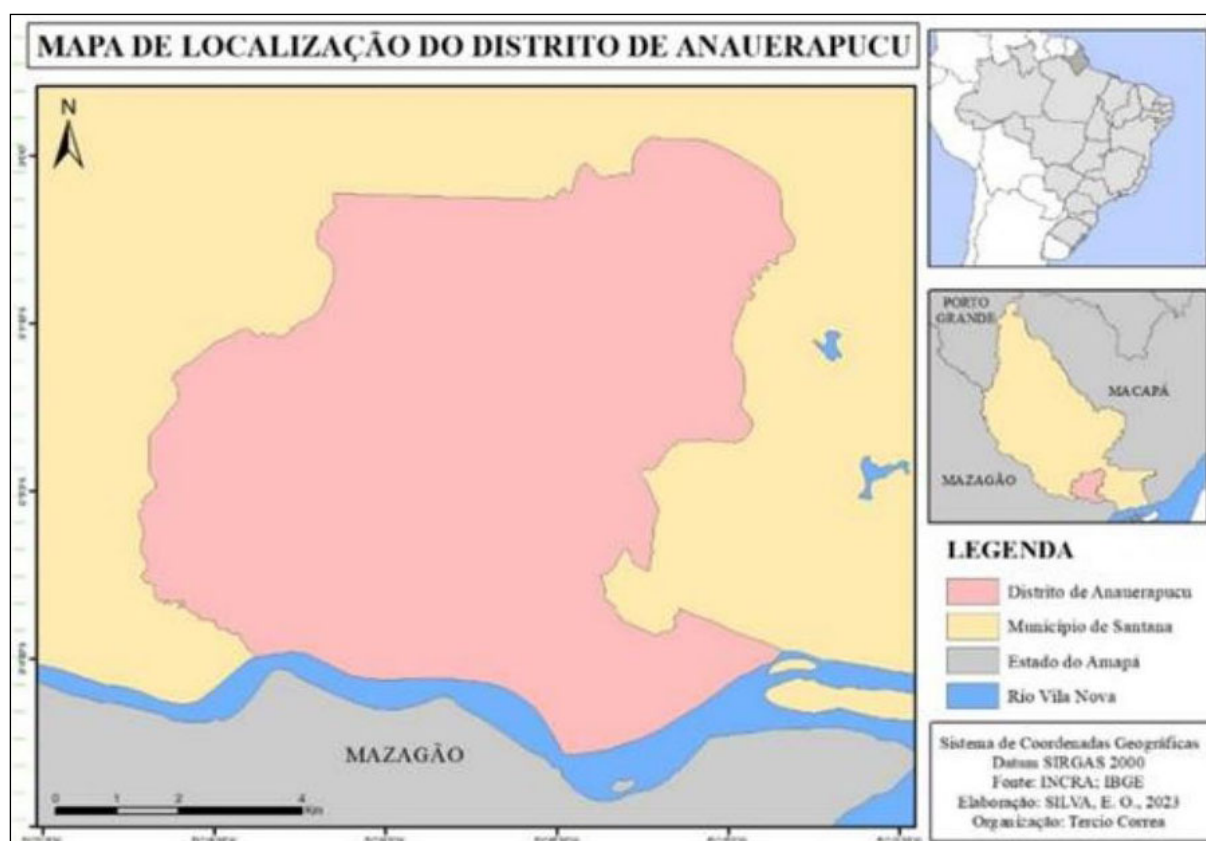 MAPA DE LOCALIZAÇÃO DO DISTRITO DE ANAUERAPUCU
N
MAZAGÃO
0 1 2 4
Km
PORTO
GRANDE
MACAPÁ
MAZAGÃO
LEGENDA
Distrito de Anauerapucu
Município de Santana
Estado do Amapá
Rio Vila Nova
Sistema de Coordenadas Geográficas
Datum SIRGAS 2000
Fonte: INCRA; IBGE
Elaboração: SILVA, E. O., 2023
Organização: Tercio Correa